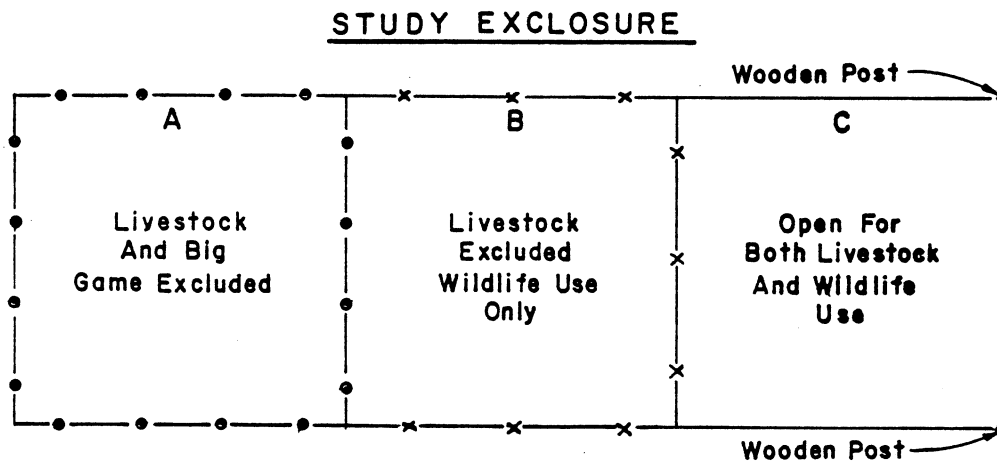 STUDY EXCLOSURE
Wooden Post
A
B
C
Livestock
And Big
Game Excluded
Livestock
Excluded
Wildlife Use
Only
Open For
Both Livestock
And Wildlife
Use
Wooden Post